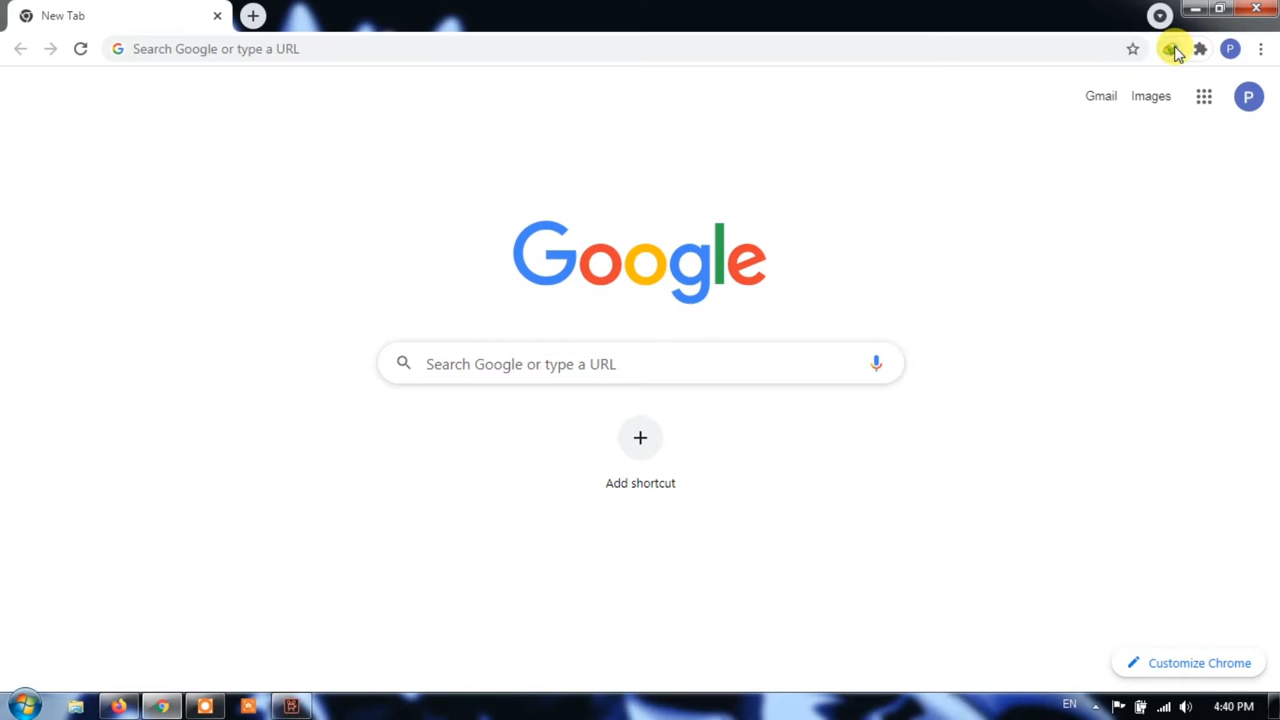 New Tab
Search Google or type a URL
P
Gmail
Images
P
Google
Search Google or type a URL
Add shortcut
Customize Chrome
EN
4:40 PM